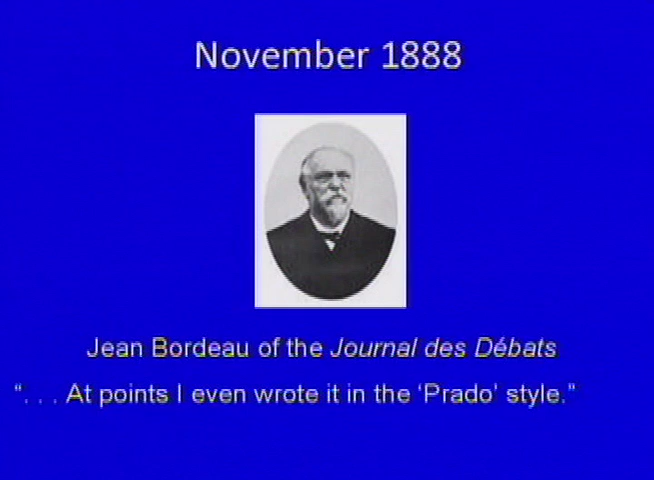 November 1888
Jean Bordeau of the Journal des Débats
“. . . At points I even wrote it in the ‘Prado’ style.”